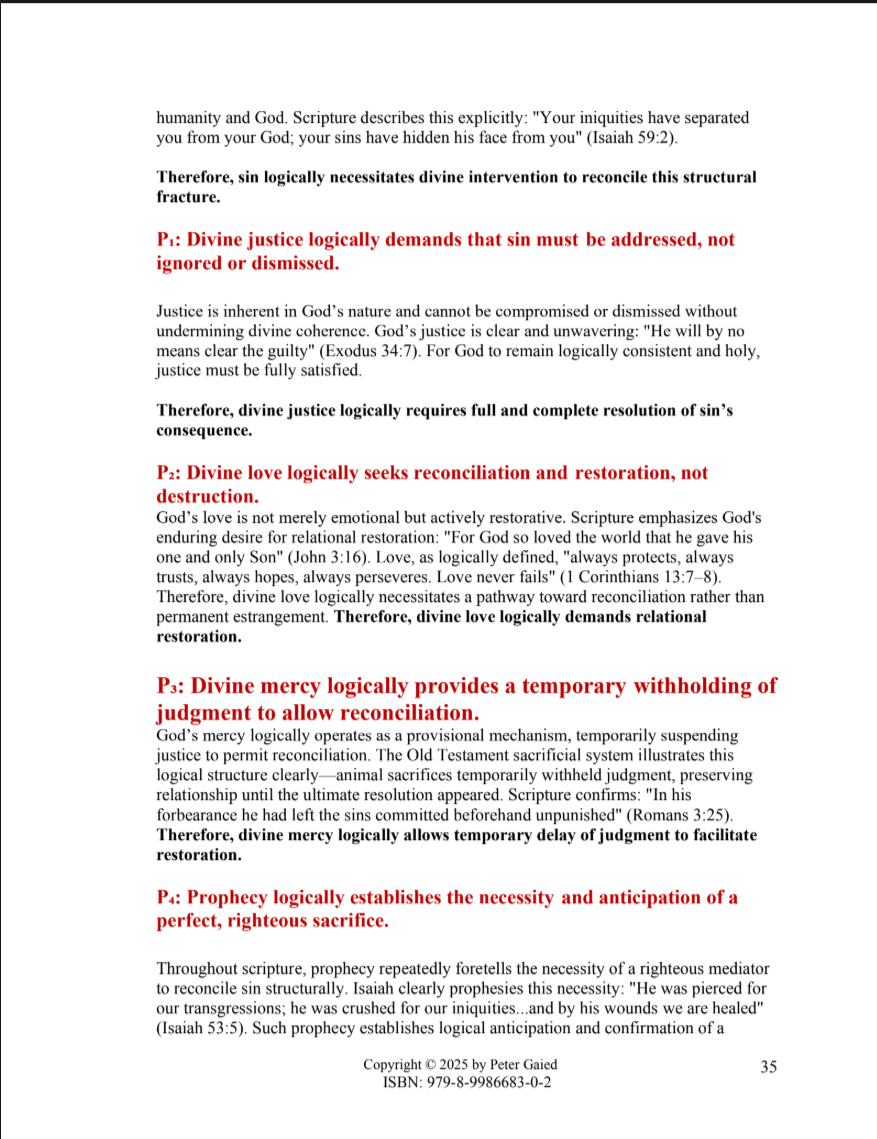 humanity and God. Scripture describes this explicitly: "Your iniquities have separated
you from your God; your sins have hidden his face from you" (Isaiah 59:2).
Therefore, sin logically necessitates divine intervention to reconcile this structural
fracture.
P₁: Divine justice logically demands that sin must be addressed, not
ignored or dismissed.
Justice is inherent in God’s nature and cannot be compromised or dismissed without
undermining divine coherence. God’s justice is clear and unwavering: "He will by no
means clear the guilty" (Exodus 34:7). For God to remain logically consistent and holy,
justice must be fully satisfied.
Therefore, divine justice logically requires full and complete resolution of sin’s
consequence.
P₂: Divine love logically seeks reconciliation and restoration, not
destruction.
God’s love is not merely emotional but actively restorative. Scripture emphasizes God's
enduring desire for relational restoration: "For God so loved the world that he gave his
one and only Son" (John 3:16). Love, as logically defined, "always protects, always
trusts, always hopes, always perseveres. Love never fails" (1 Corinthians 13:7–8).
Therefore, divine love logically necessitates a pathway toward reconciliation rather than
permanent estrangement. Therefore, divine love logically demands relational
restoration.
P₃: Divine mercy logically provides a temporary withholding of
judgment to allow reconciliation.
God’s mercy logically operates as a provisional mechanism, temporarily suspending
justice to permit reconciliation. The Old Testament sacrificial system illustrates this
logical structure clearly—animal sacrifices temporarily withheld judgment, preserving
relationship until the ultimate resolution appeared. Scripture confirms: "In his
forbearance he had left the sins committed beforehand unpunished" (Romans 3:25).
Therefore, divine mercy logically allows temporary delay of judgment to facilitate
restoration.
P₄: Prophecy logically establishes the necessity and anticipation of a
perfect, righteous sacrifice.
Throughout scripture, prophecy repeatedly foretells the necessity of a righteous mediator
to reconcile sin structurally. Isaiah clearly prophesies this necessity: "He was pierced for
our transgressions; he was crushed for our iniquities...and by his wounds we are healed"
(Isaiah 53:5). Such prophecy establishes logical anticipation and confirmation of a
Copyright © 2025 by Peter Gaied
ISBN: 979-8-9986683-0-2
35